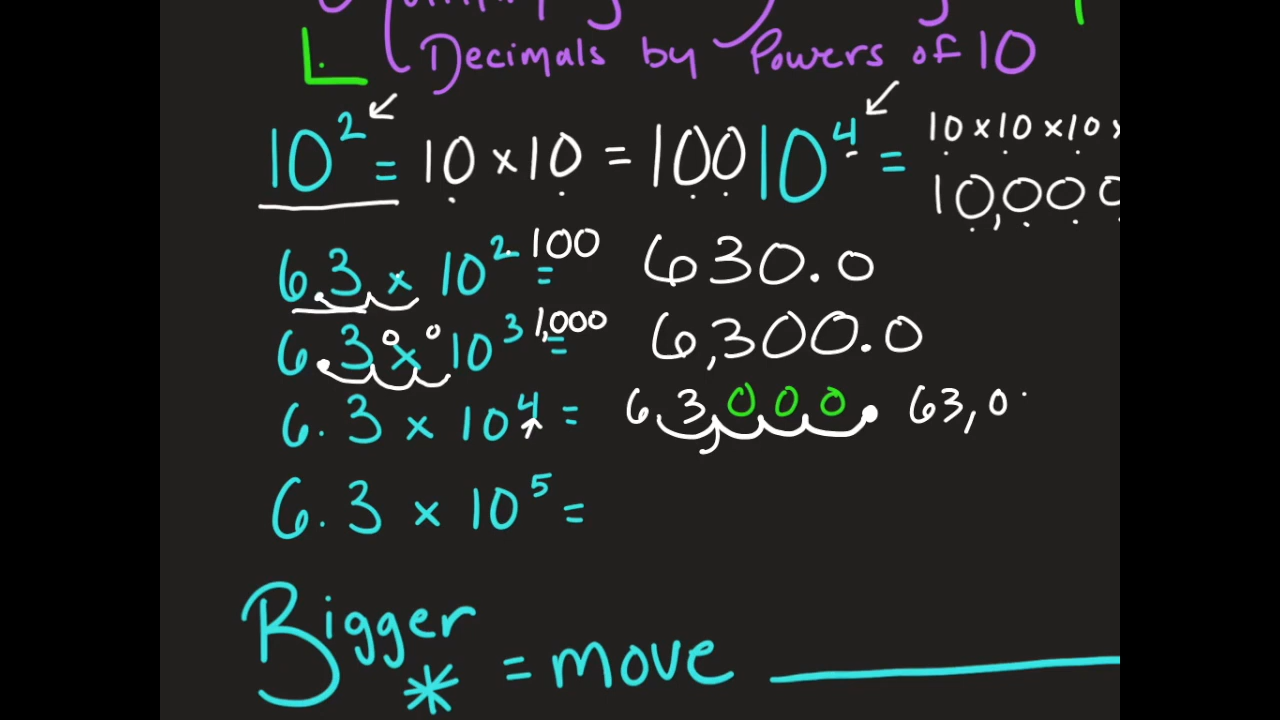 Decimals by Powers of 10
10² = 10 × 10 = 100 10⁴ = 10 × 10 × 10 ×
10,000
6.3 × 10² = 100 630.0
6.3 × 10³ = 1,000 6,300.0
6.3 × 10⁴ = 63000. 63,0
6.3 × 10⁵ =
Bigger
* = move